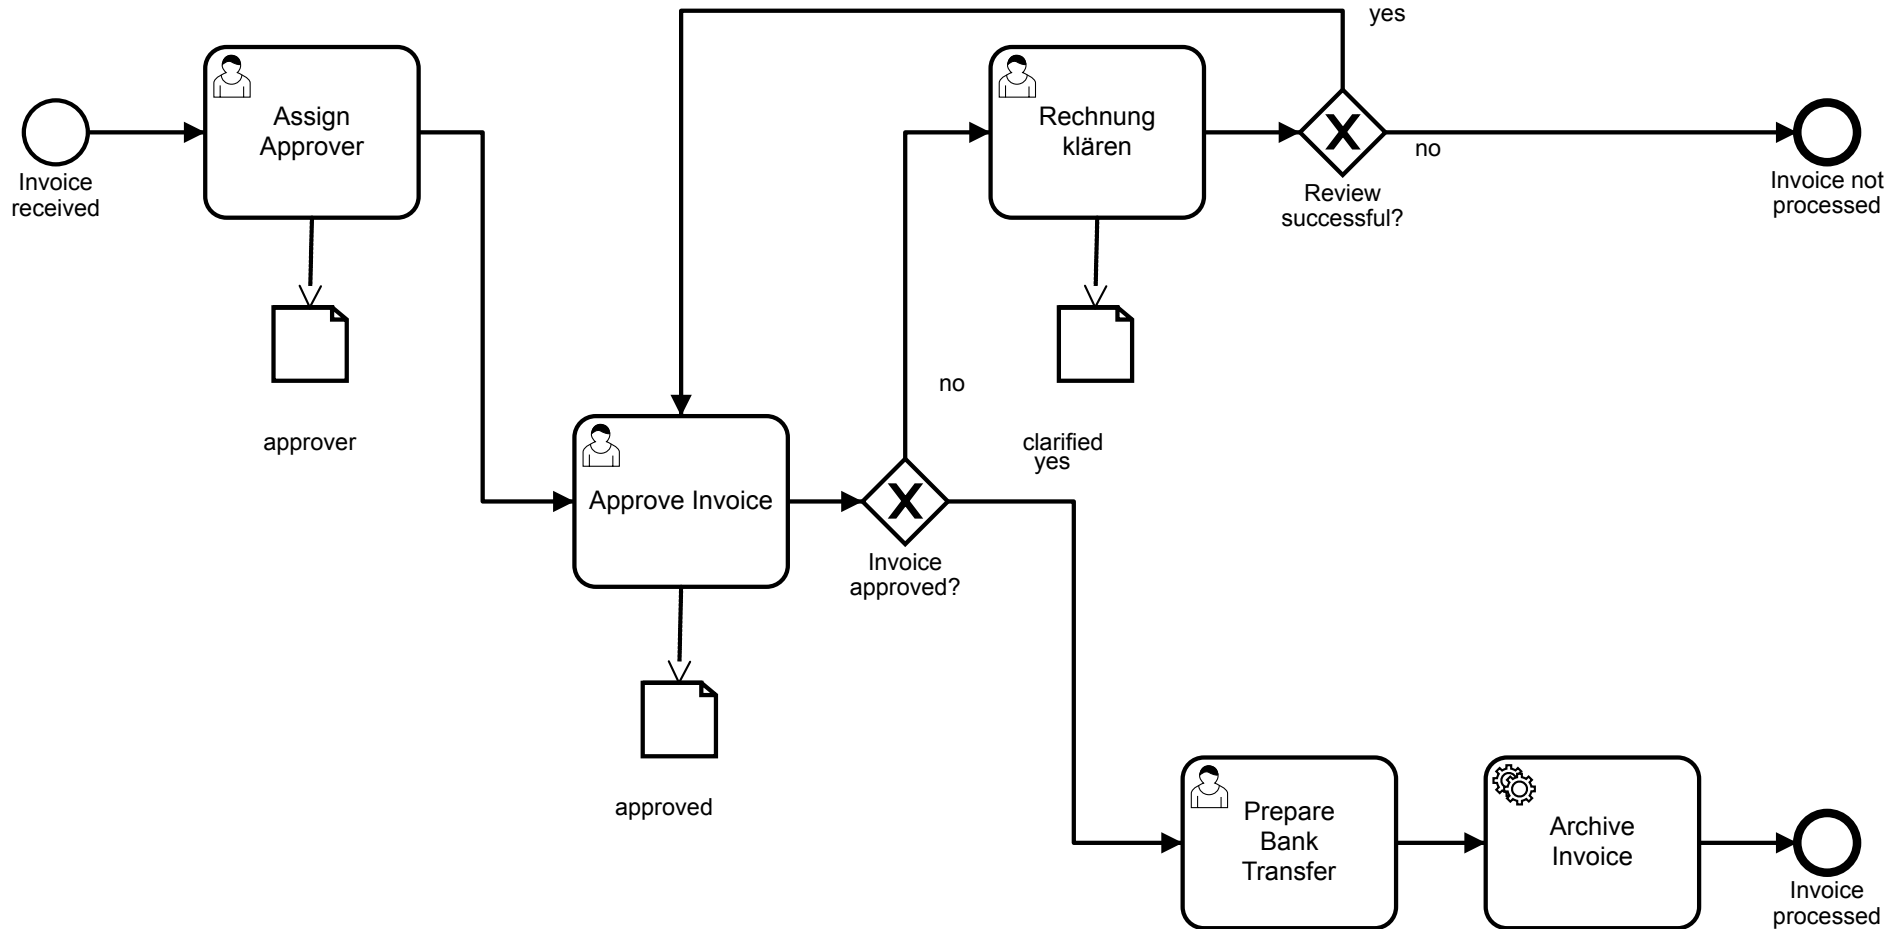 yes
Assign
Approver
Rechnung
klären
no
Invoice
received
Review
successful?
Invoice not
processed
no
approver
clarified
yes
Approve Invoice
Invoice
approved?
approved
Prepare
Bank
Transfer
Archive
Invoice
Invoice
processed